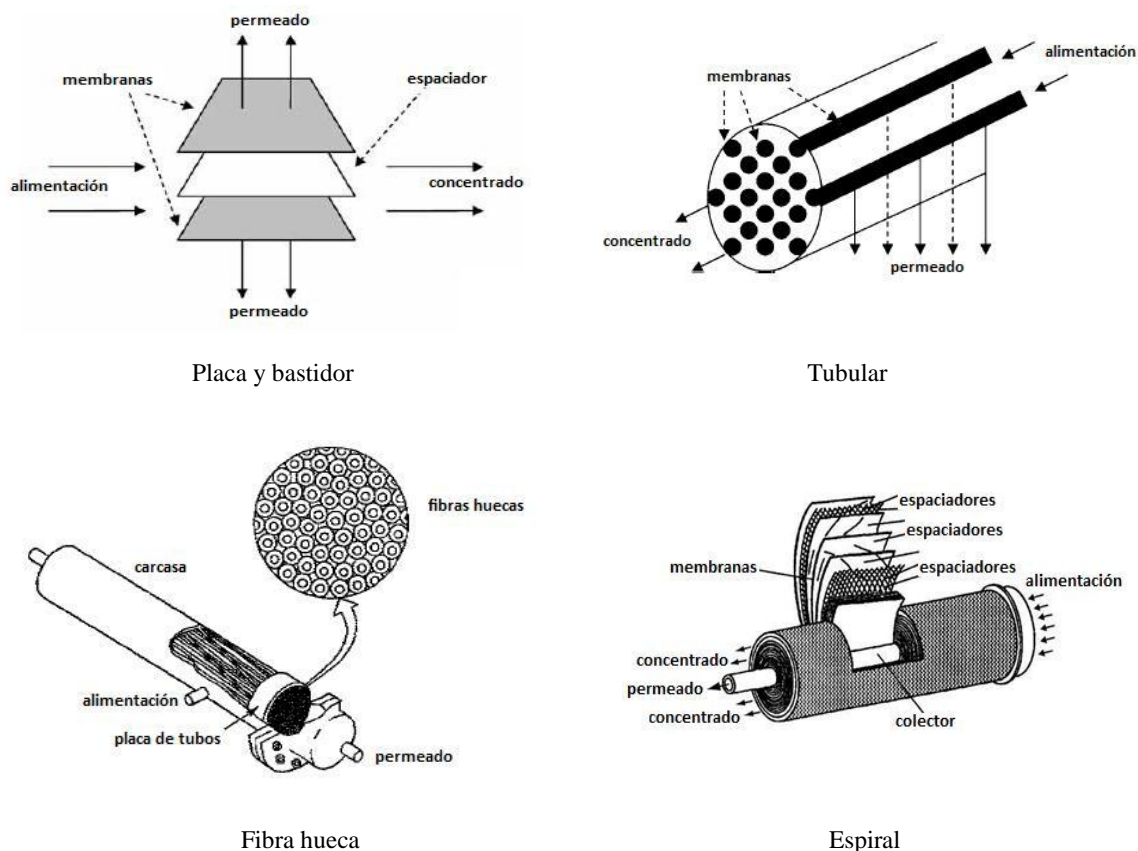 permeado
membranas
espaciador
alimentación
concentrado
permeado
Placa y bastidor
alimentación
membranas
concentrado
permeado
Tubular
fibras huecas
carcasa
alimentación
placa de tubos
permeado
Fibra hueca
espaciadores
espaciadores
membranas
espaciadores
alimentación
concentrado
permeado
concentrado
colector
Espiral